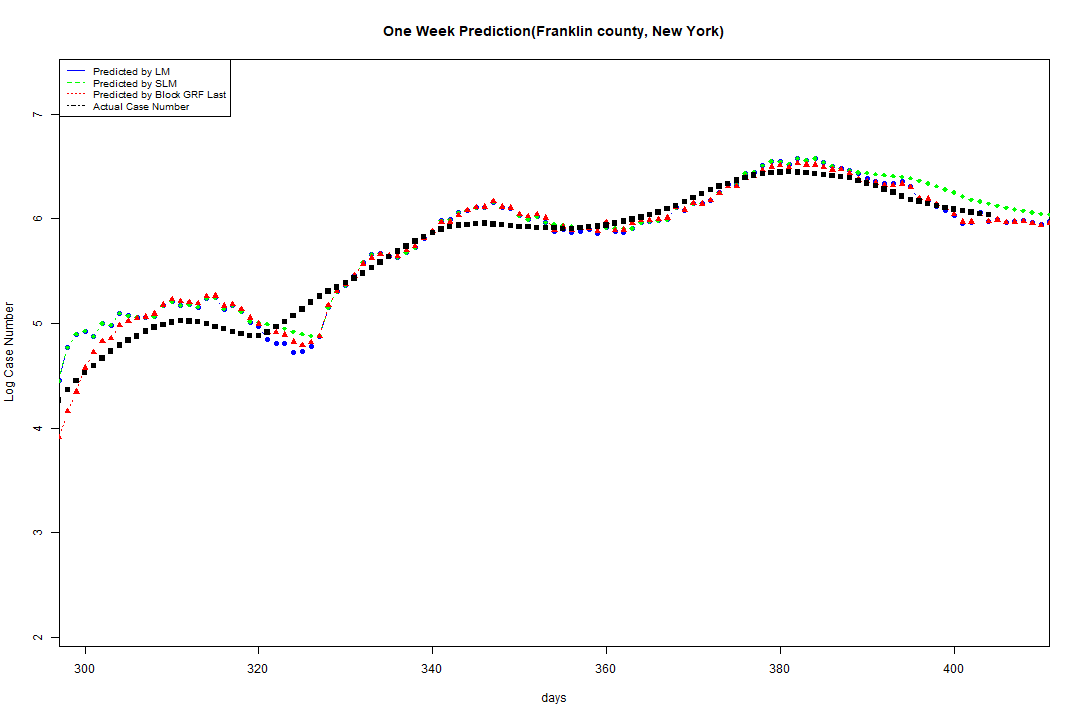 One Week Prediction(Franklin county, New York)
Predicted by LM
Predicted by SLM
Predicted by Block GRF Last
Actual Case Number
7
6
5
4
3
2
Log Case Number
300 320 340 360 380 400
days